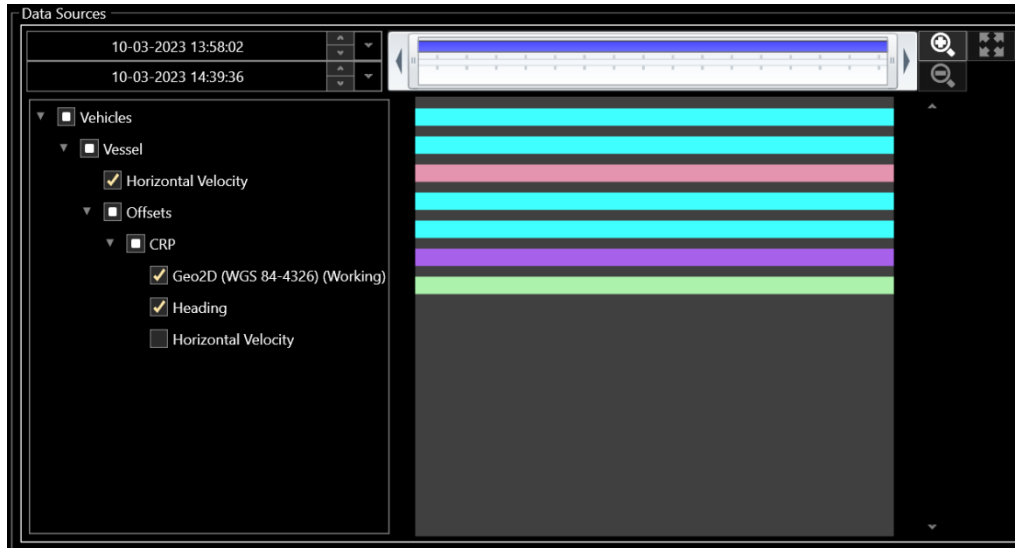 Data Sources
10-03-2023 13:58:02
10-03-2023 14:39:36
Vehicles
Vessel
Horizontal Velocity
Offsets
CRP
Geo2D (WGS 84-4326) (Working)
Heading
Horizontal Velocity